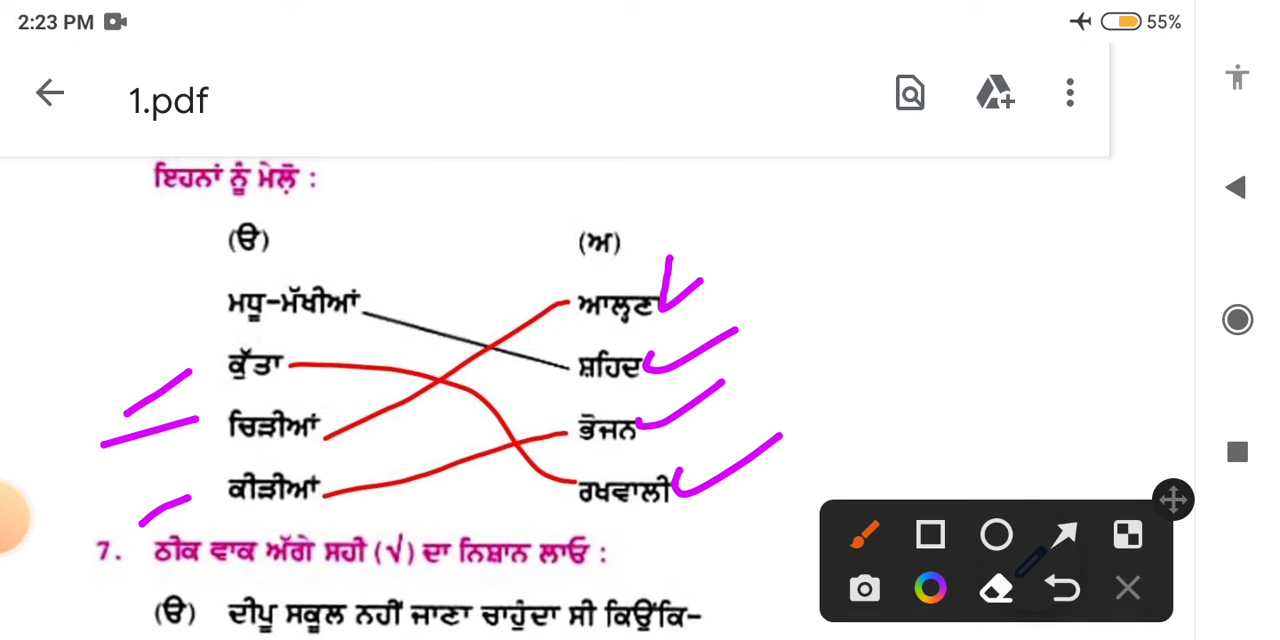 2:23 PM 55%
1.pdf
ਇਹਨਾਂ ਨੂੰ ਮੇਲੋ :
(ੳ) (ਅ)
ਮਧੂ-ਮੱਖੀਆਂ ਆਲ੍ਹਣਾ
ਕੁੱਤਾ ਸ਼ਹਿਦ
ਚਿੜੀਆਂ ਭੋਜਨ
ਕੀੜੀਆਂ ਰਖਵਾਲੀ
7. ਠੀਕ ਵਾਕ ਅੱਗੇ ਸਹੀ (√) ਦਾ ਨਿਸ਼ਾਨ ਲਾਓ :
(ੳ) ਦੀਪੂ ਸਕੂਲ ਨਹੀਂ ਜਾਣਾ ਚਾਹੁੰਦਾ ਸੀ ਕਿਉਂਕਿ-